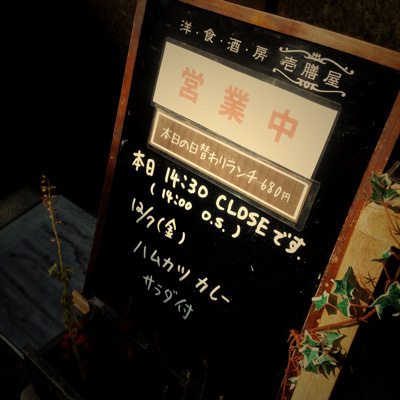 洋・食・酒・房 壱膳屋
営業中
本日の日替わりランチ680円
本日 14:30 CLOSEです.
(14:00 O.S.)
12/7(金)
ハムカツ カレー
サラダ付